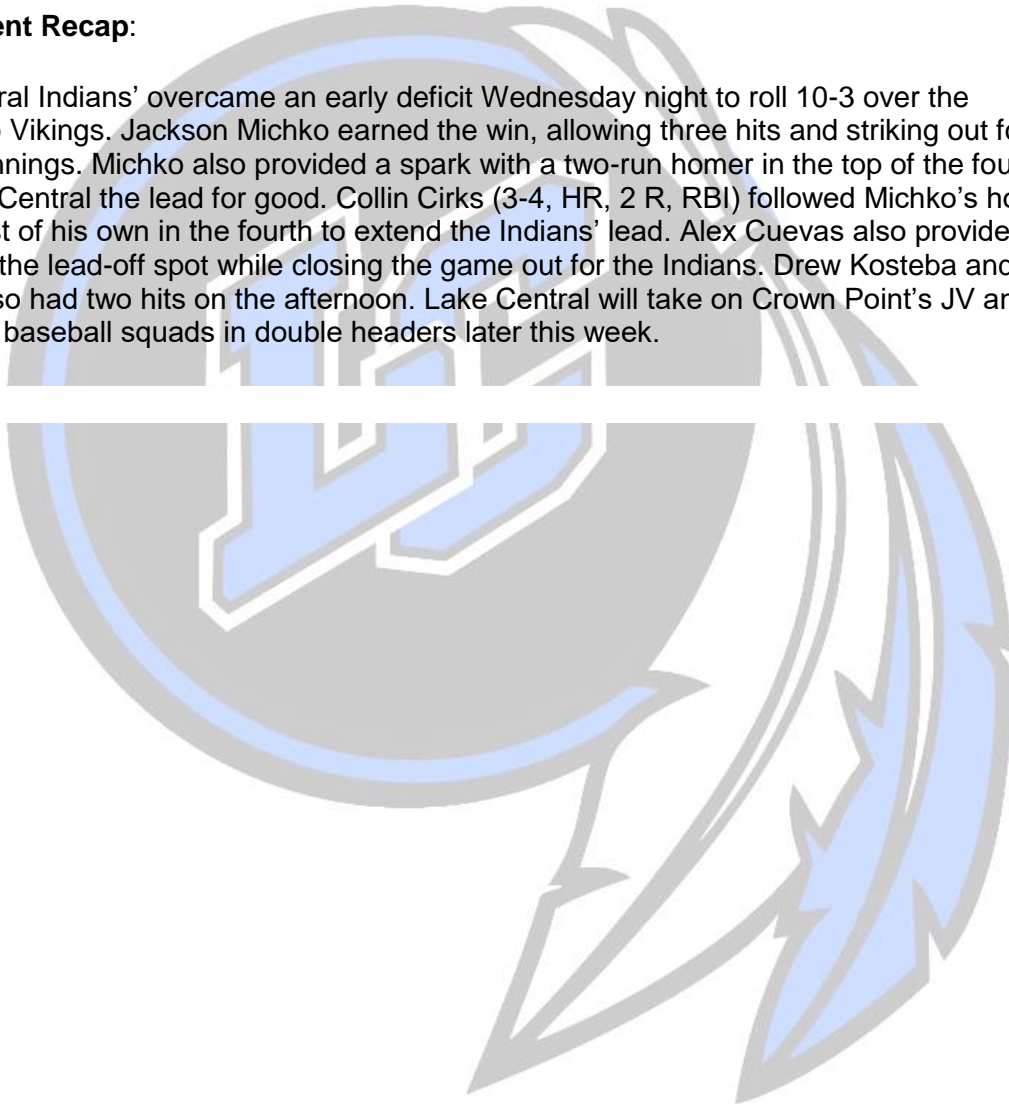 ent Recap:
ral Indians’ overcame an early deficit Wednesday night to roll 10-3 over the
o Vikings. Jackson Michko earned the win, allowing three hits and striking out fo
nnings. Michko also provided a spark with a two-run homer in the top of the fou
Central the lead for good. Collin Cirks (3-4, HR, 2 R, RBI) followed Michko’s ho
st of his own in the fourth to extend the Indians’ lead. Alex Cuevas also provide
the lead-off spot while closing the game out for the Indians. Drew Kosteba and
so had two hits on the afternoon. Lake Central will take on Crown Point’s JV an
baseball squads in double headers later this week.
LC